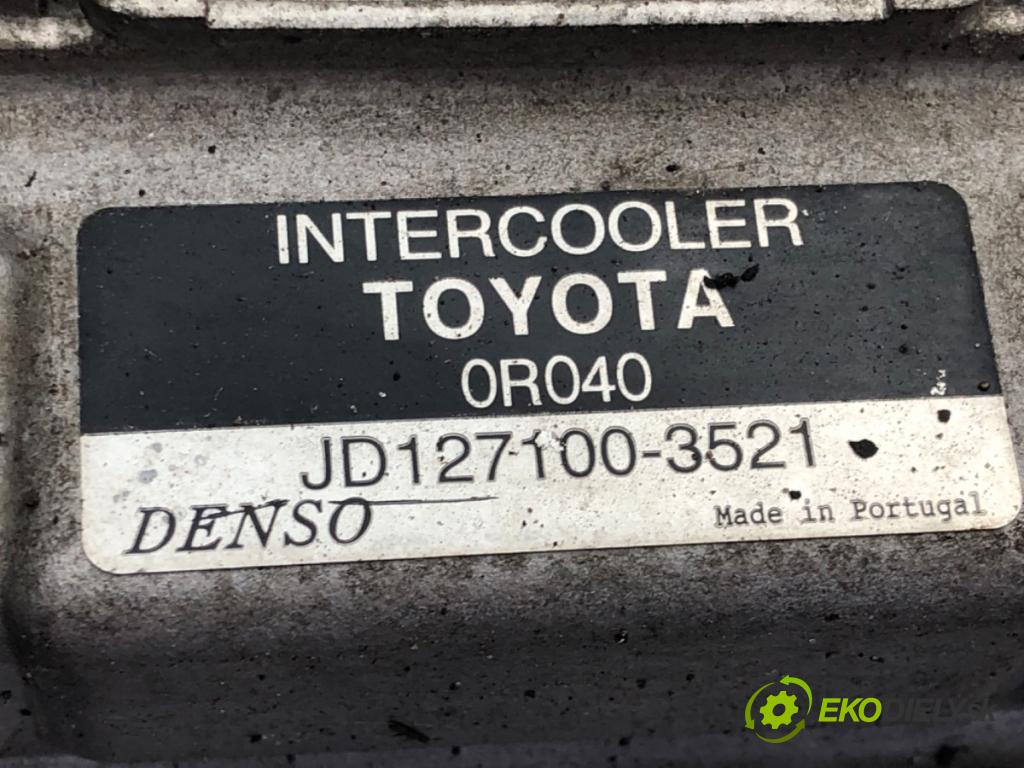 INTERCOOLER
TOYOTA
0R040
JD127100-3521
DENSO
Made in Portugal
EKODIELY.sk